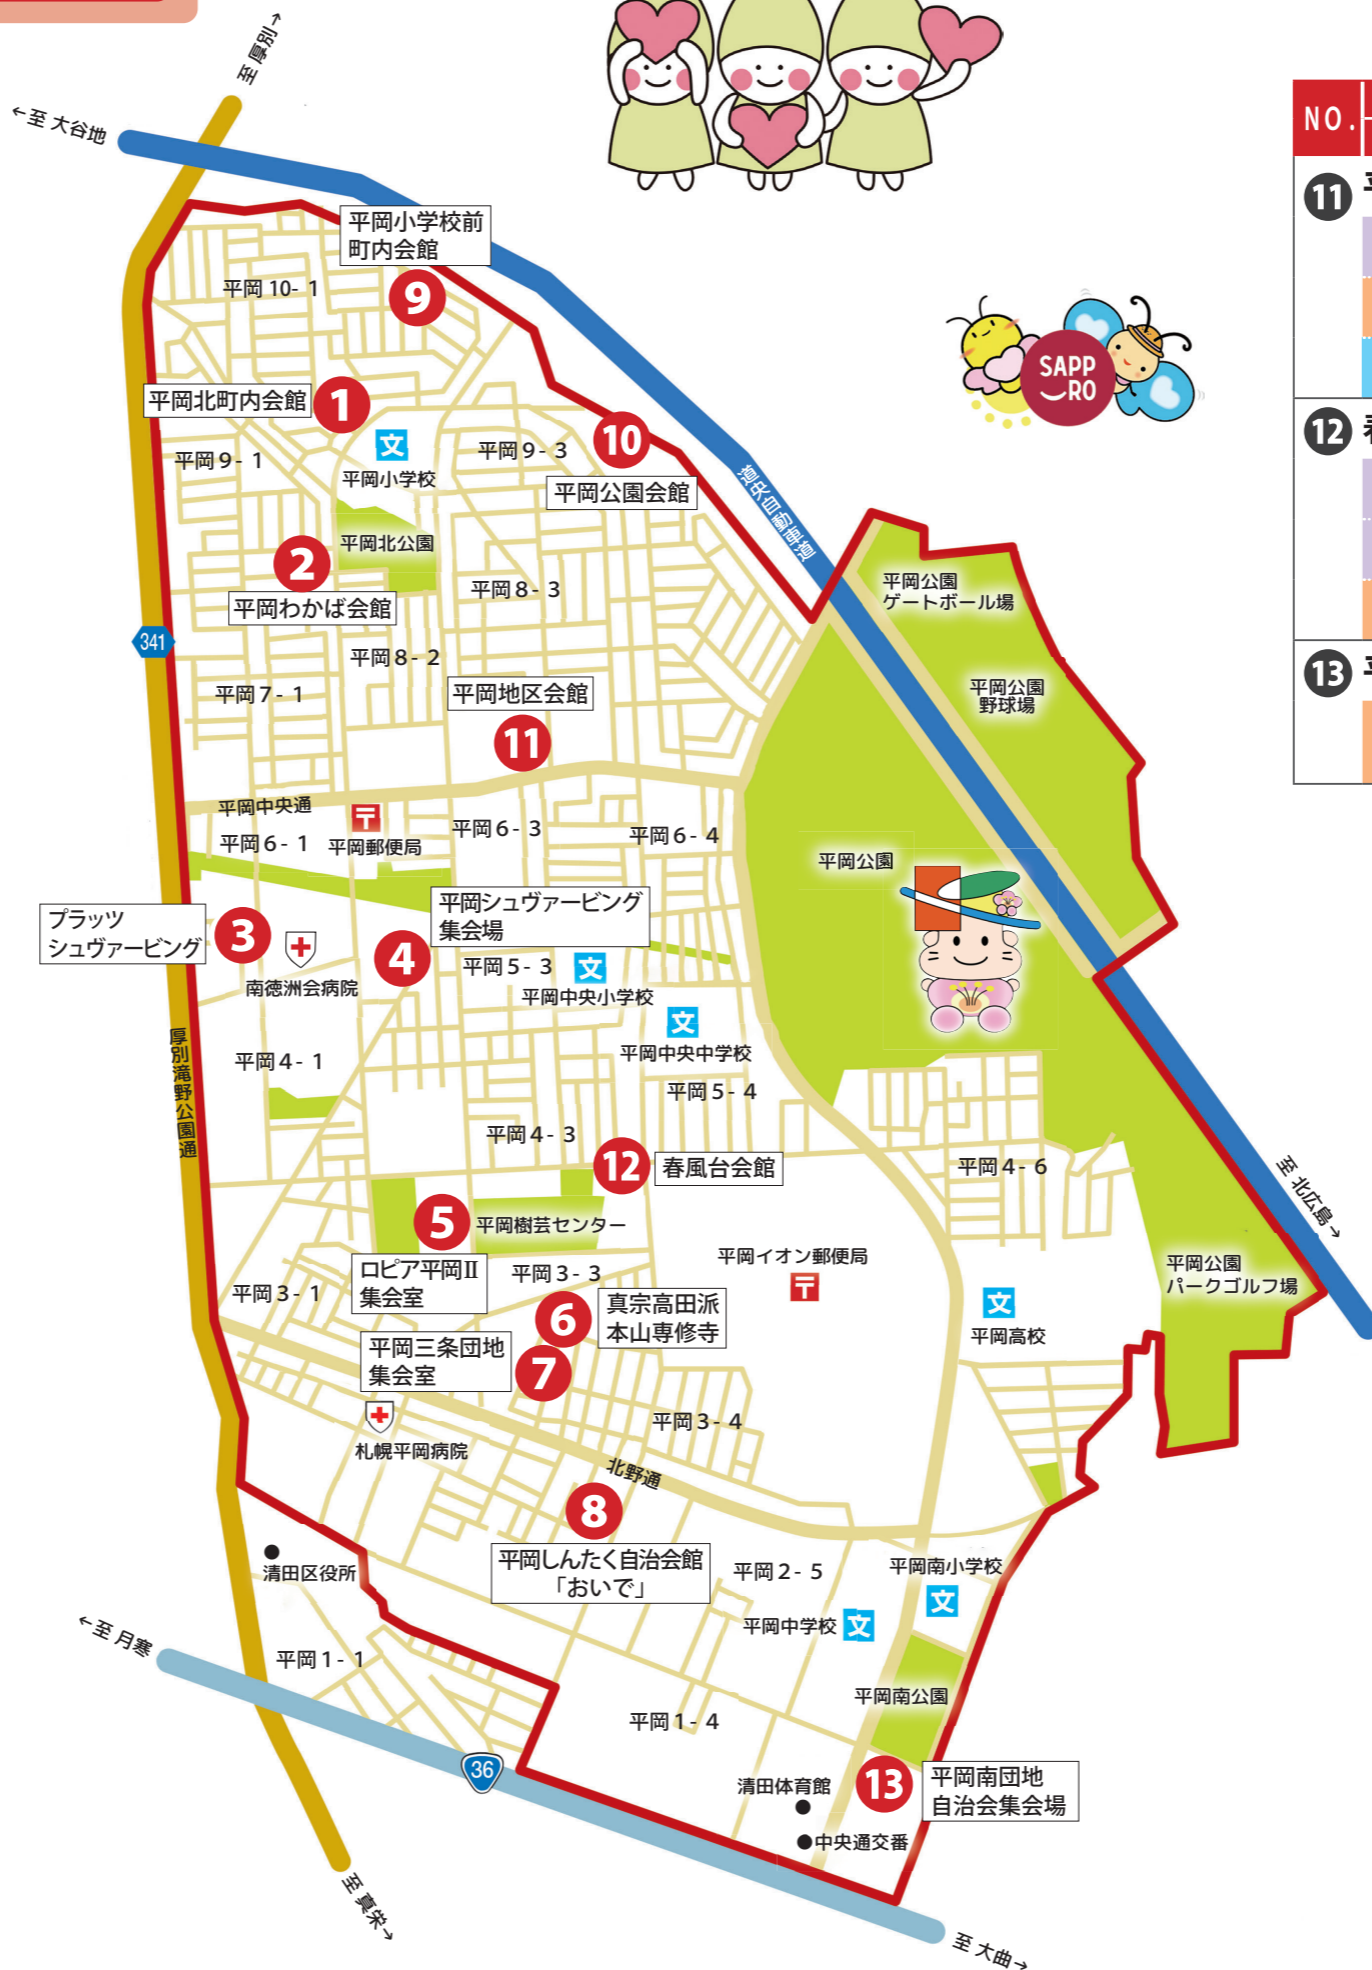 至 厚別→
←至 大谷地
平岡小学校前
町内会館
平岡10-1
9
平岡北町内会館
1
平岡9-1
平岡小学校
文
平岡9-3
10
平岡公園会館
道央自動車道
2
平岡北公園
平岡わかば会館
平岡8-3
平岡8-2
341
平岡7-1
平岡地区会館
11
平岡公園
ゲートボール場
平岡公園
野球場
平岡中央通
平岡6-1
〒
平岡郵便局
平岡6-3
平岡6-4
平岡公園
プラッツ
シュヴァービング
3
南徳洲会病院
4
平岡シュヴァービング
集会場
平岡5-3
文
平岡中央小学校
文
平岡中央中学校
平岡5-4
厚別滝野公園通
平岡4-1
平岡4-3
12
春風台会館
平岡4-6
至 北広島→
5
平岡樹芸センター
ロピア平岡Ⅱ
集会室
平岡3-1
平岡3-3
平岡イオン郵便局
〒
文
平岡高校
平岡公園
パークゴルフ場
6
真宗高田派
本山専修寺
平岡三条団地
集会室
7
札幌平岡病院
平岡3-4
北野通
8
平岡しんたく自治会館
「おいで」
清田区役所
平岡2-5
平岡南小学校
文
平岡中学校
文
←至 月寒
平岡1-1
平岡南公園
平岡1-4
36
清田体育館
13
平岡南団地
自治会集会場
中央通交番
至 真栄→
至 大曲→
SAPP
RO
NO.
11
12
13